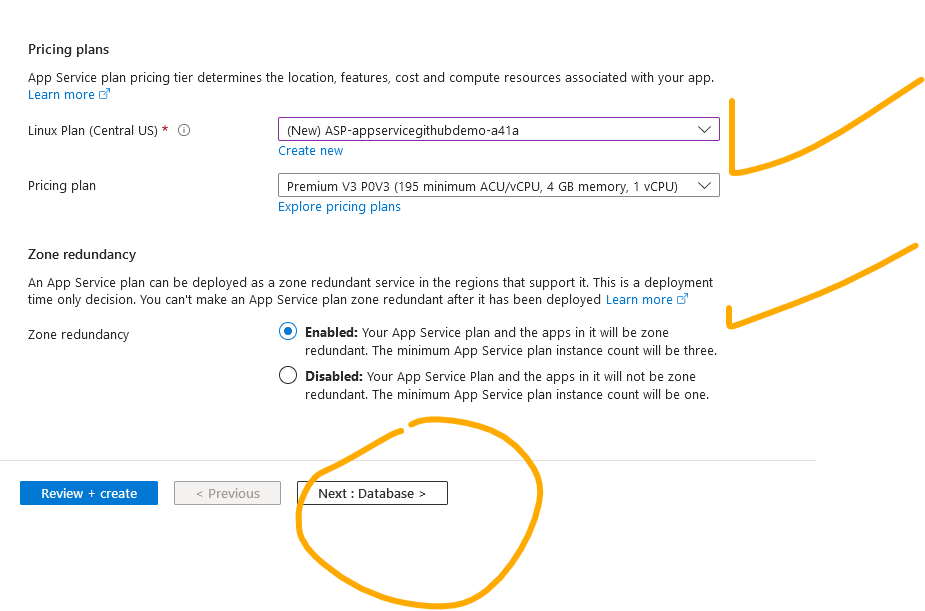 Pricing plans
App Service plan pricing tier determines the location, features, cost and compute resources associated with your app.
Learn more
Linux Plan (Central US) *
(New) ASP-appservicegithubdemo-a41a
Create new
Pricing plan
Premium V3 P0V3 (195 minimum ACU/vCPU, 4 GB memory, 1 vCPU)
Explore pricing plans
Zone redundancy
An App Service plan can be deployed as a zone redundant service in the regions that support it. This is a deployment
time only decision. You can't make an App Service plan zone redundant after it has been deployed Learn more
Zone redundancy
Enabled: Your App Service plan and the apps in it will be zone
redundant. The minimum App Service plan instance count will be three.
Disabled: Your App Service Plan and the apps in it will not be zone
redundant. The minimum App Service plan instance count will be one.
Review + create
< Previous
Next : Database >